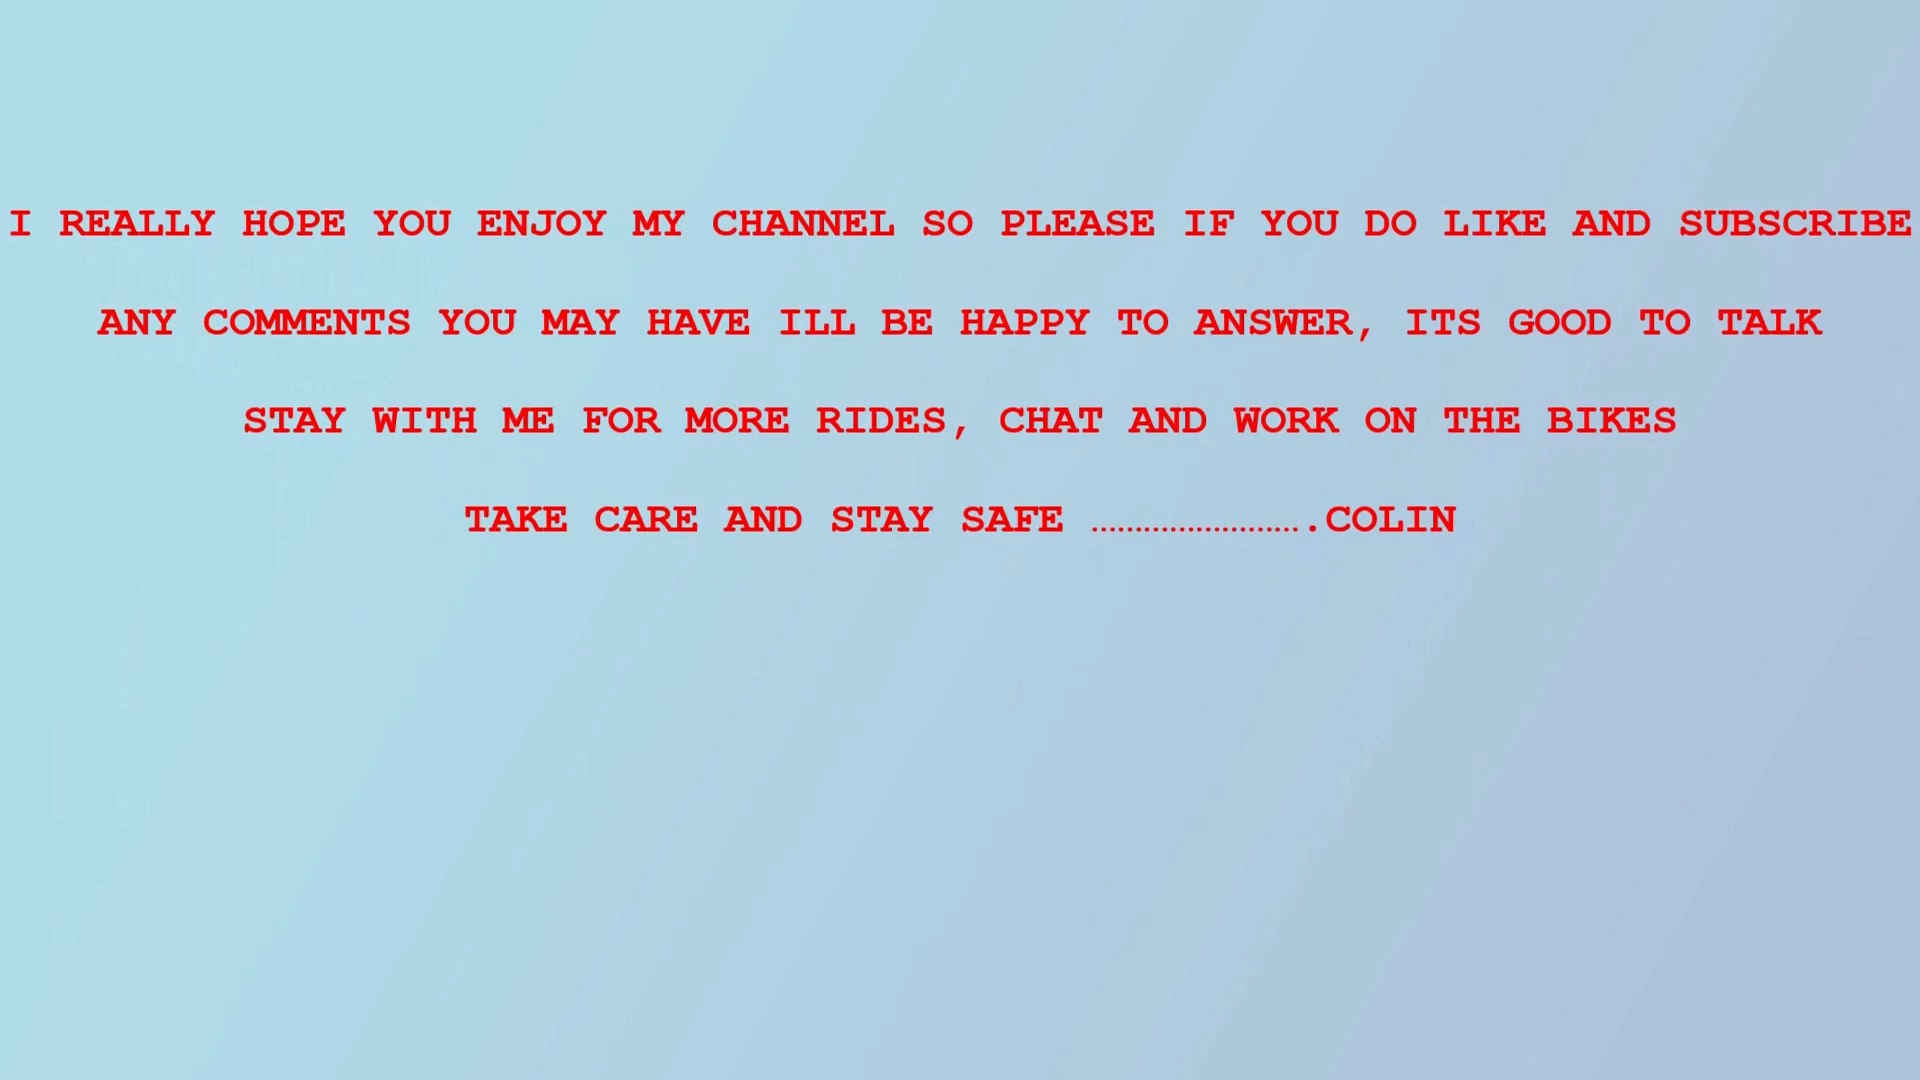 I REALLY HOPE YOU ENJOY MY CHANNEL SO PLEASE IF YOU DO LIKE AND SUBSCRIBE
ANY COMMENTS YOU MAY HAVE ILL BE HAPPY TO ANSWER, ITS GOOD TO TALK
STAY WITH ME FOR MORE RIDES, CHAT AND WORK ON THE BIKES
TAKE CARE AND STAY SAFE …………………….COLIN